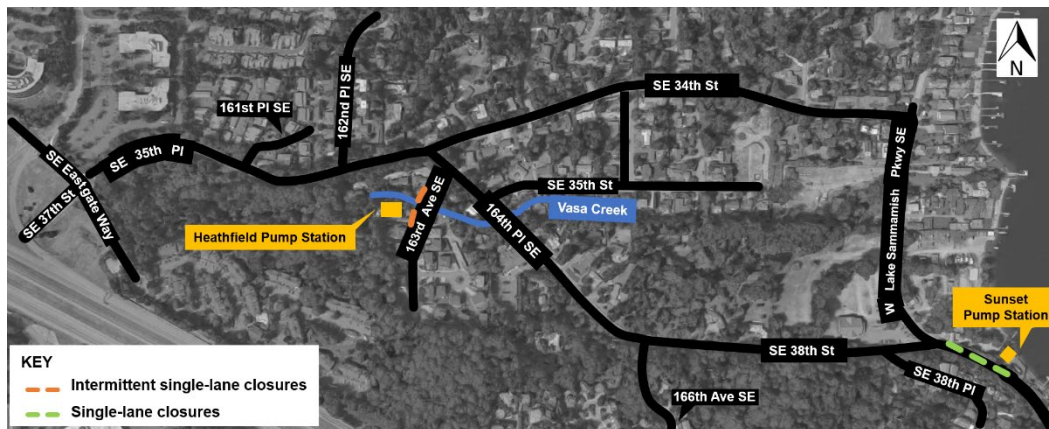 SE 34th St
162nd Pl SE
161st Pl SE
N
SE Eastgate Way
SE 35th Pl
SE 37th St
163rd Ave SE
SE 35th St
Vasa Creek
164th Pl SE
Heathfield Pump Station
W Lake Sammamish Pkwy SE
Sunset
Pump Station
SE 38th St
SE 38th Pl
166th Ave SE
KEY
Intermittent single-lane closures
Single-lane closures